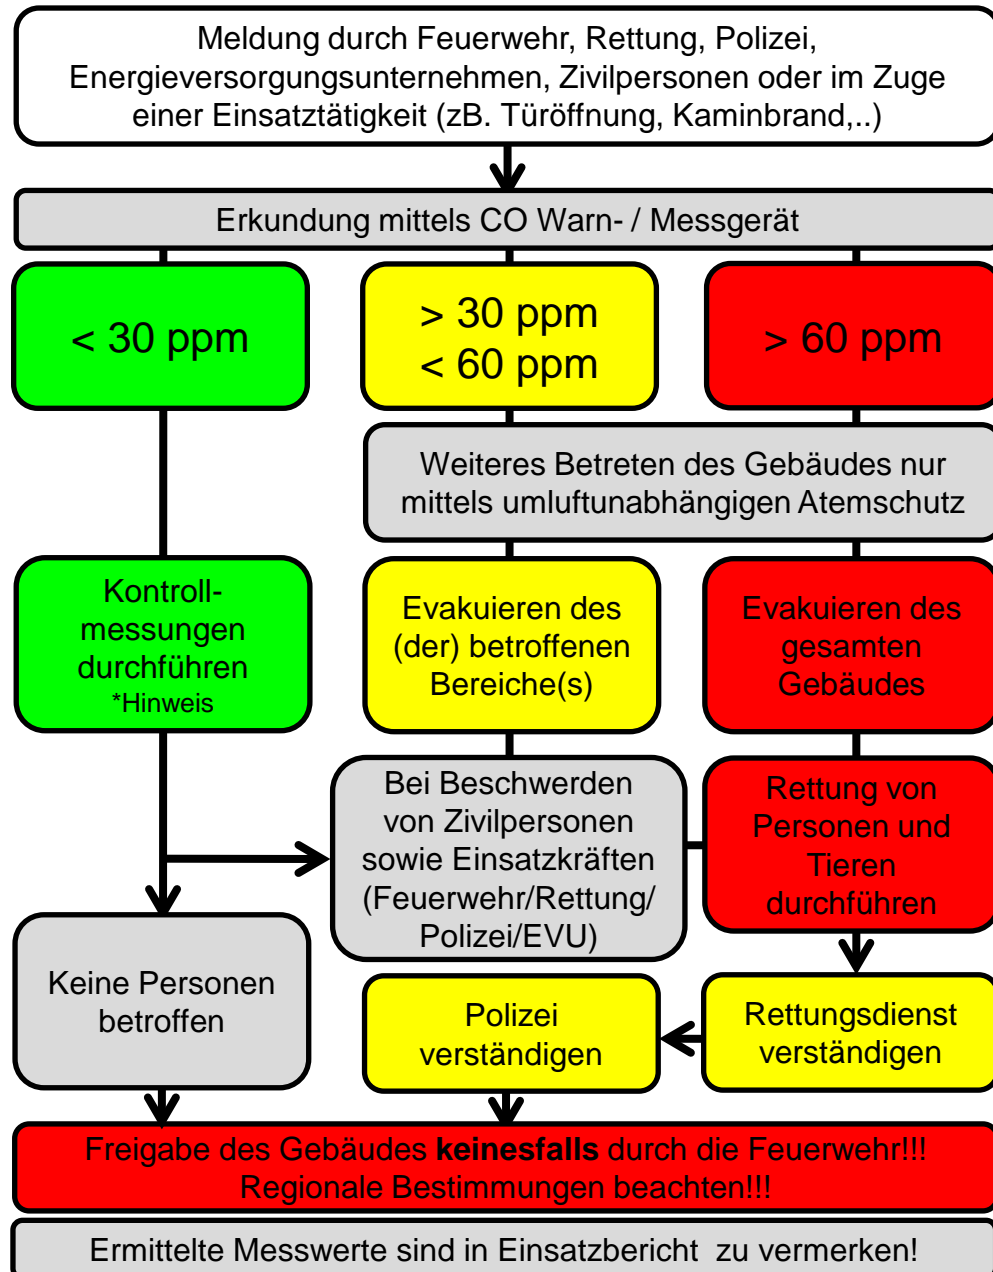 Meldung durch Feuerwehr, Rettung, Polizei,
Energieversorgungsunternehmen, Zivilpersonen oder im Zuge
einer Einsatztätigkeit (zB. Türöffnung, Kaminbrand,..)
Erkundung mittels CO Warn- / Messgerät
< 30 ppm
> 30 ppm
< 60 ppm
> 60 ppm
Weiteres Betreten des Gebäudes nur
mittels umluftunabhängigen Atemschutz
Kontroll-
messungen
durchführen
*Hinweis
Evakuieren des
(der) betroffenen
Bereiche(s)
Evakuieren des
gesamten
Gebäudes
Bei Beschwerden
von Zivilpersonen
sowie Einsatzkräften
(Feuerwehr/Rettung/
Polizei/EVU)
Rettung von
Personen und
Tieren
durchführen
Keine Personen
betroffen
Polizei
verständigen
Rettungsdienst
verständigen
Freigabe des Gebäudes keinesfalls durch die Feuerwehr!!!
Regionale Bestimmungen beachten!!!
Ermittelte Messwerte sind in Einsatzbericht zu vermerken!